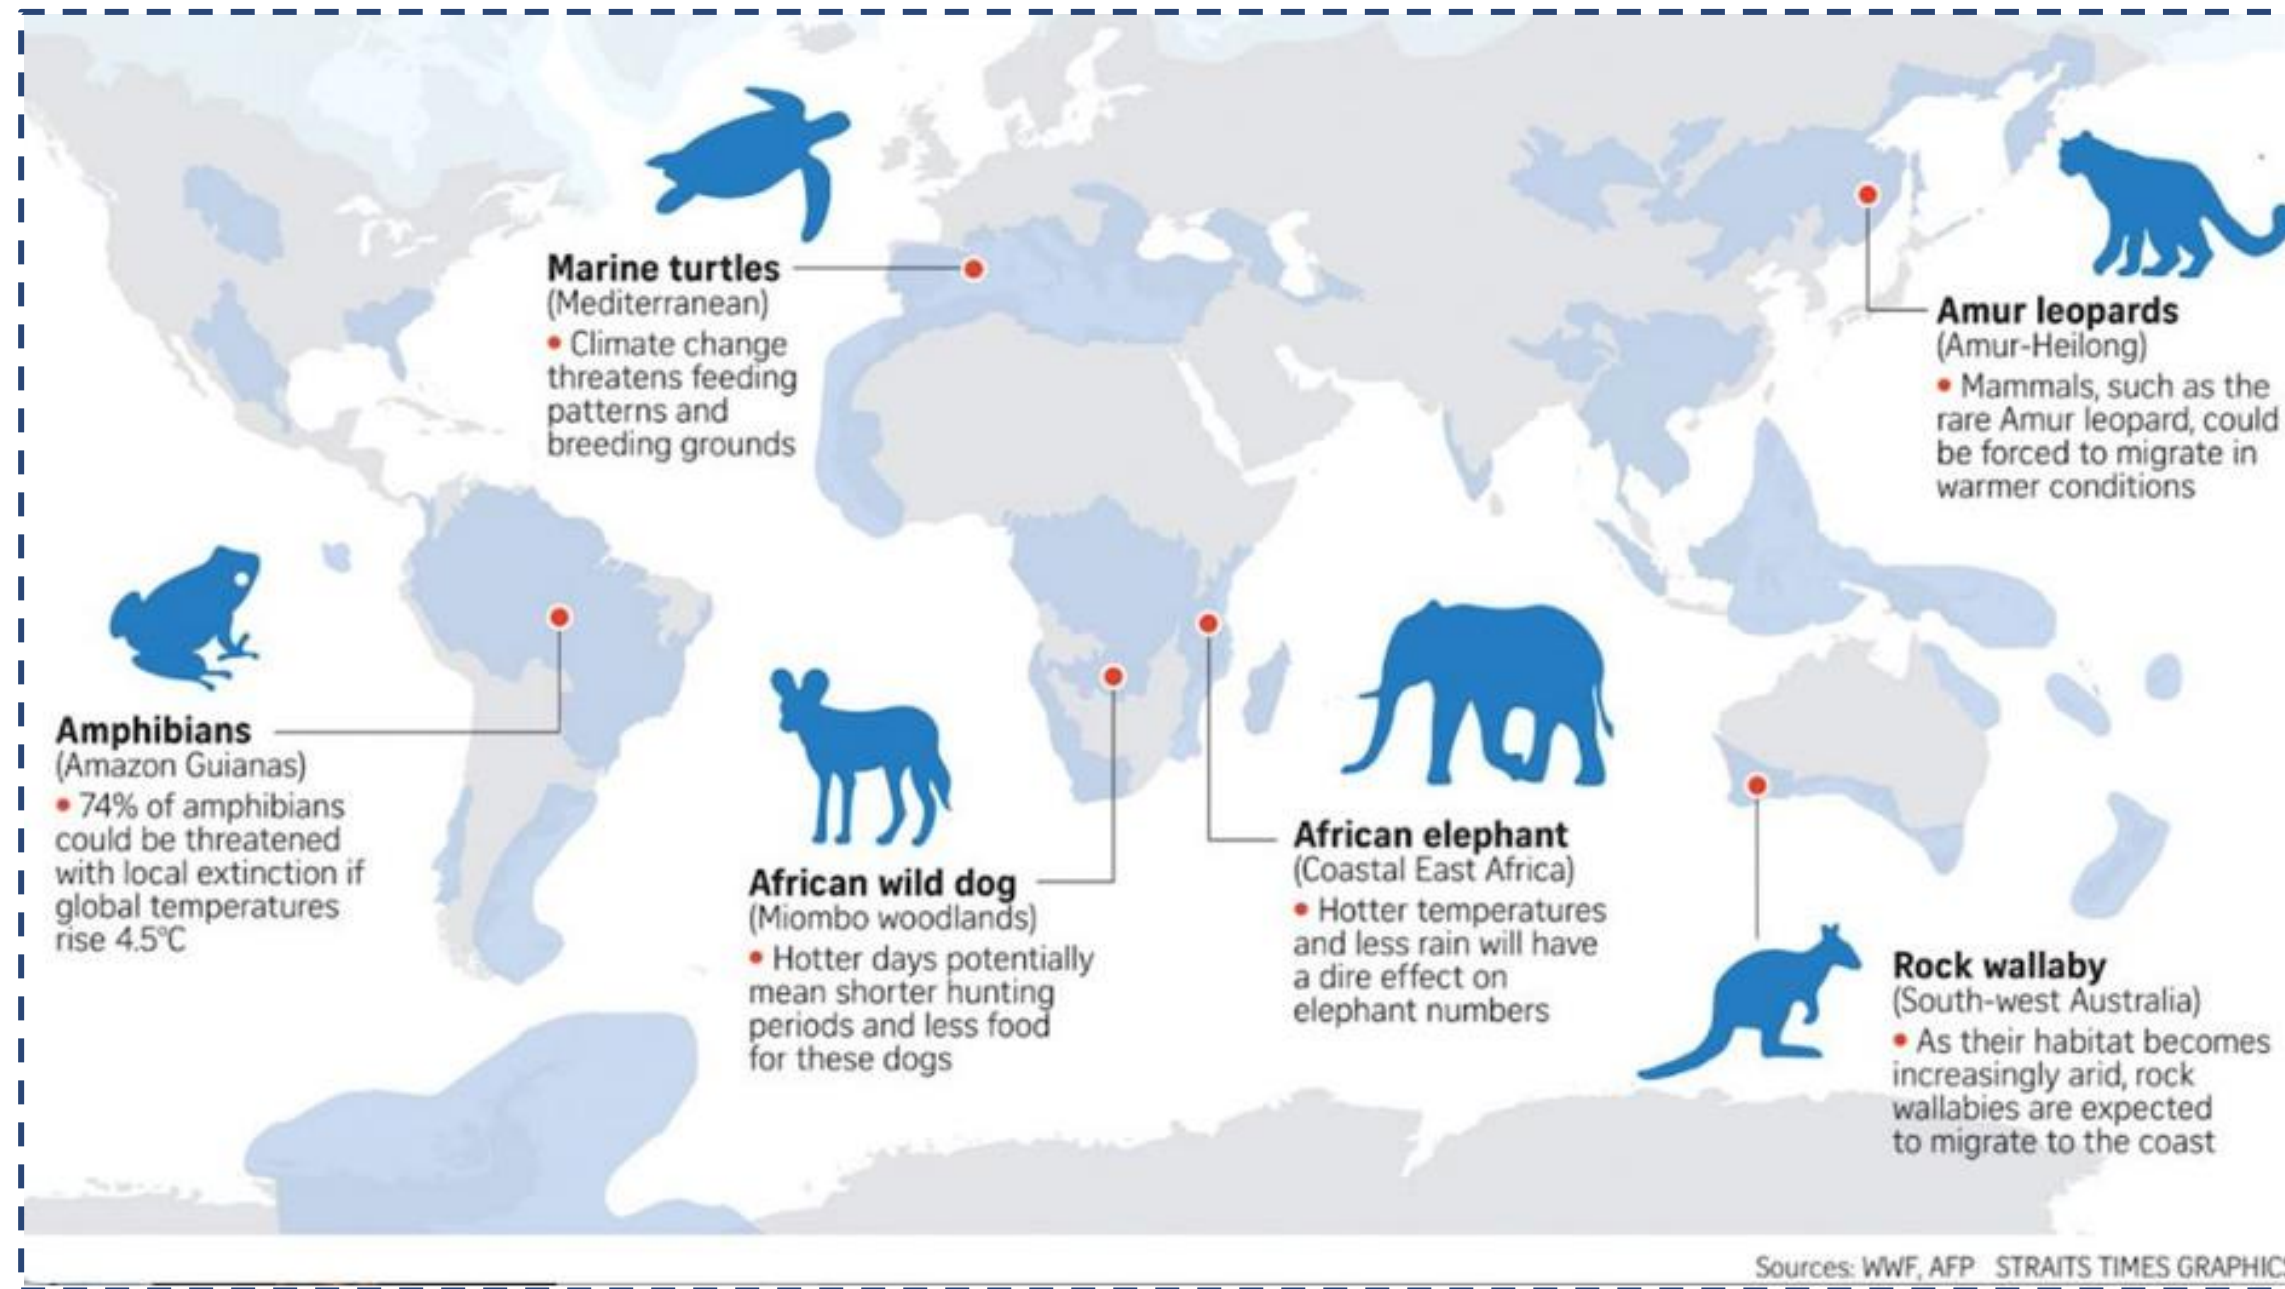 Marine turtles
(Mediterranean)
• Climate change
threatens feeding
patterns and
breeding grounds
Amur leopards
(Amur-Heilong)
• Mammals, such as the
rare Amur leopard, could
be forced to migrate in
warmer conditions
Amphibians
(Amazon Guianas)
• 74% of amphibians
could be threatened
with local extinction if
global temperatures
rise 4.5°C
African wild dog
(Miombo woodlands)
• Hotter days potentially
mean shorter hunting
periods and less food
for these dogs
African elephant
(Coastal East Africa)
• Hotter temperatures
and less rain will have
a dire effect on
elephant numbers
Rock wallaby
(South-west Australia)
• As their habitat becomes
increasingly arid, rock
wallabies are expected
to migrate to the coast
Sources: WWF, AFP STRAITS TIMES GRAPHICS